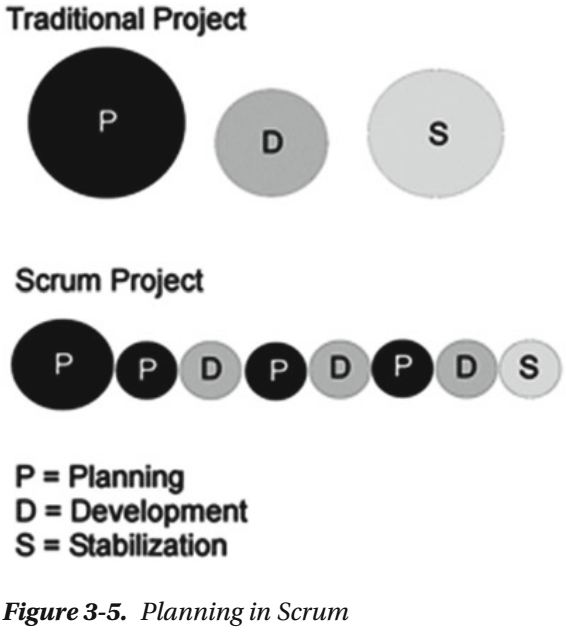 Traditional Project
P D S
Scrum Project
P P D P D P D S
P = Planning
D = Development
S = Stabilization
Figure 3-5. Planning in Scrum